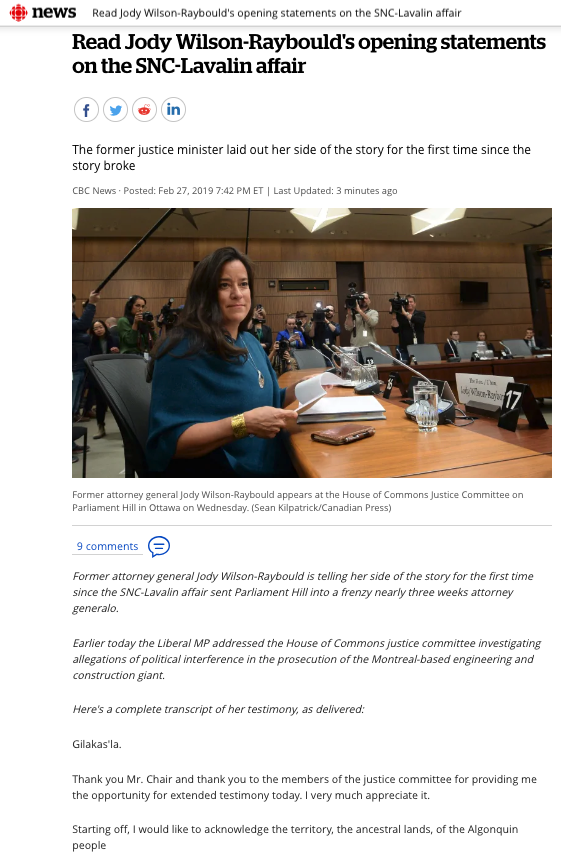 news Read Jody Wilson-Raybould's opening statements on the SNC-Lavalin affair
Read Jody Wilson-Raybould's opening statements
on the SNC-Lavalin affair
The former justice minister laid out her side of the story for the first time since the
story broke
CBC News · Posted: Feb 27, 2019 7:42 PM ET | Last Updated: 3 minutes ago
17
Former attorney general Jody Wilson-Raybould appears at the House of Commons Justice Committee on
Parliament Hill in Ottawa on Wednesday. (Sean Kilpatrick/Canadian Press)
9 comments
Former attorney general Jody Wilson-Raybould is telling her side of the story for the first time
since the SNC-Lavalin affair sent Parliament Hill into a frenzy nearly three weeks attorney
generalo.
Earlier today the Liberal MP addressed the House of Commons justice committee investigating
allegations of political interference in the prosecution of the Montreal-based engineering and
construction giant.
Here's a complete transcript of her testimony, as delivered:
Gilakas'la.
Thank you Mr. Chair and thank you to the members of the justice committee for providing me
the opportunity for extended testimony today. I very much appreciate it.
Starting off, I would like to acknowledge the territory, the ancestral lands, of the Algonquin
people